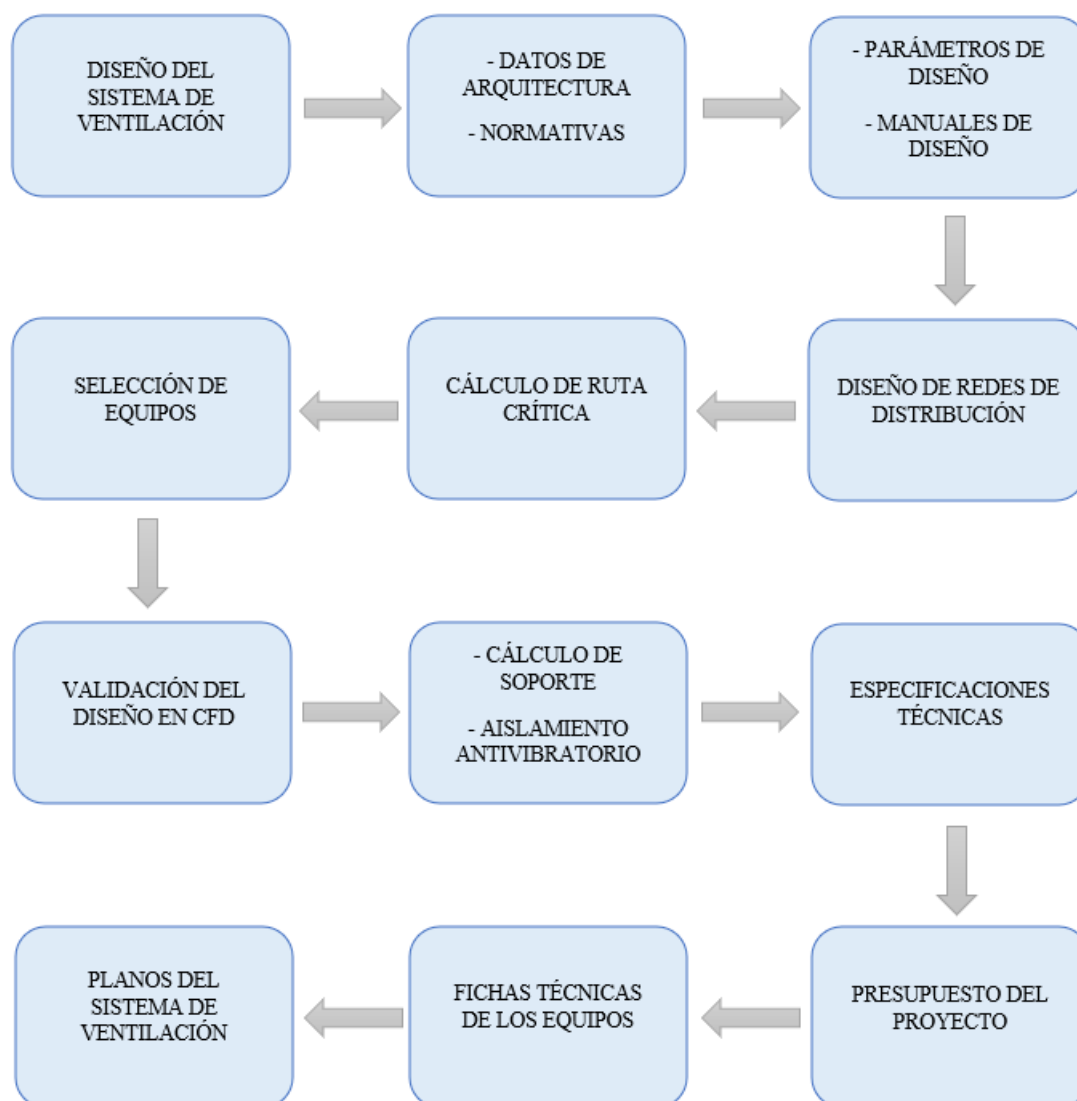 DISEÑO DEL
SISTEMA DE
VENTILACIÓN
- DATOS DE
ARQUITECTURA
- NORMATIVAS
- PARÁMETROS DE
DISEÑO
- MANUALES DE
DISEÑO
DISEÑO DE REDES DE
DISTRIBUCIÓN
CÁLCULO DE RUTA
CRÍTICA
SELECCIÓN DE
EQUIPOS
VALIDACIÓN DEL
DISEÑO EN CFD
- CÁLCULO DE
SOPORTE
- AISLAMIENTO
ANTIVIBRATORIO
ESPECIFICACIONES
TÉCNICAS
PRESUPUESTO DEL
PROYECTO
FICHAS TÉCNICAS
DE LOS EQUIPOS
PLANOS DEL
SISTEMA DE
VENTILACIÓN